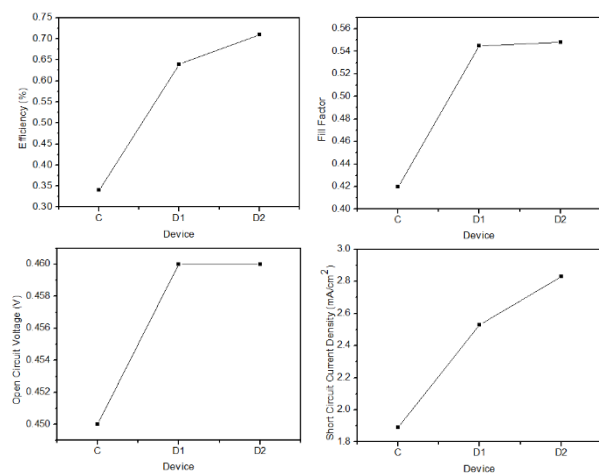 0.75
0.70
0.65
0.60
0.55
0.50
0.45
0.40
0.35
0.30
Efficiency (%)
C D1 D2
Device
0.56
0.54
0.52
0.50
0.48
0.46
0.44
0.42
0.40
Fill Factor
C D1 D2
Device
0.460
0.458
0.456
0.454
0.452
0.450
Open Circuit Voltage (V)
C D1 D2
Device
3.0
2.8
2.6
2.4
2.2
2.0
1.8
Short Circuit Current Density (mA/cm²)
C D1 D2
Device